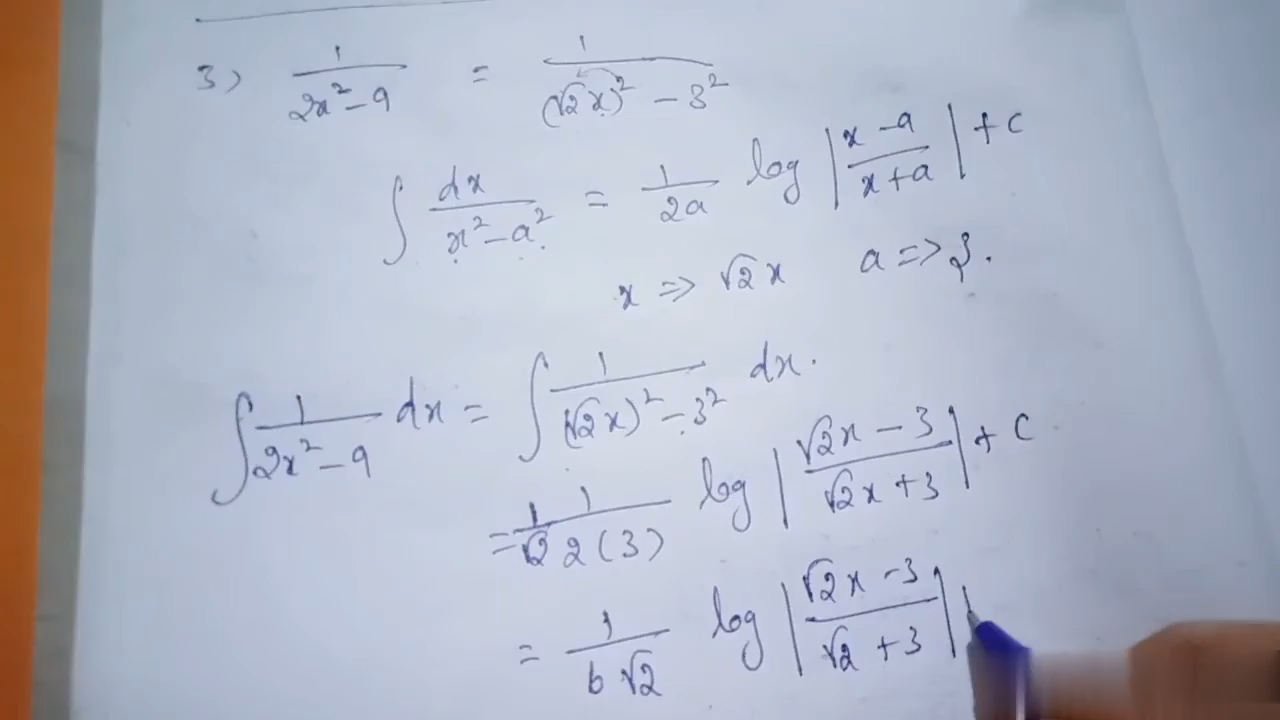 3) 1/(2x² - 9) = 1/((√2x)² - 3²)
∫ dx/(x² - a²) = 1/2a log |(x - a)/(x + a)| + c
x => √2x a => 3.
∫ 1/(2x² - 9) dx = ∫ 1/((√2x)² - 3²) dx.
= 1/√2 1/2(3) log |(√2x - 3)/(√2x + 3)| + c
= 1/6√2 log |(√2x - 3)/(√2 + 3)|